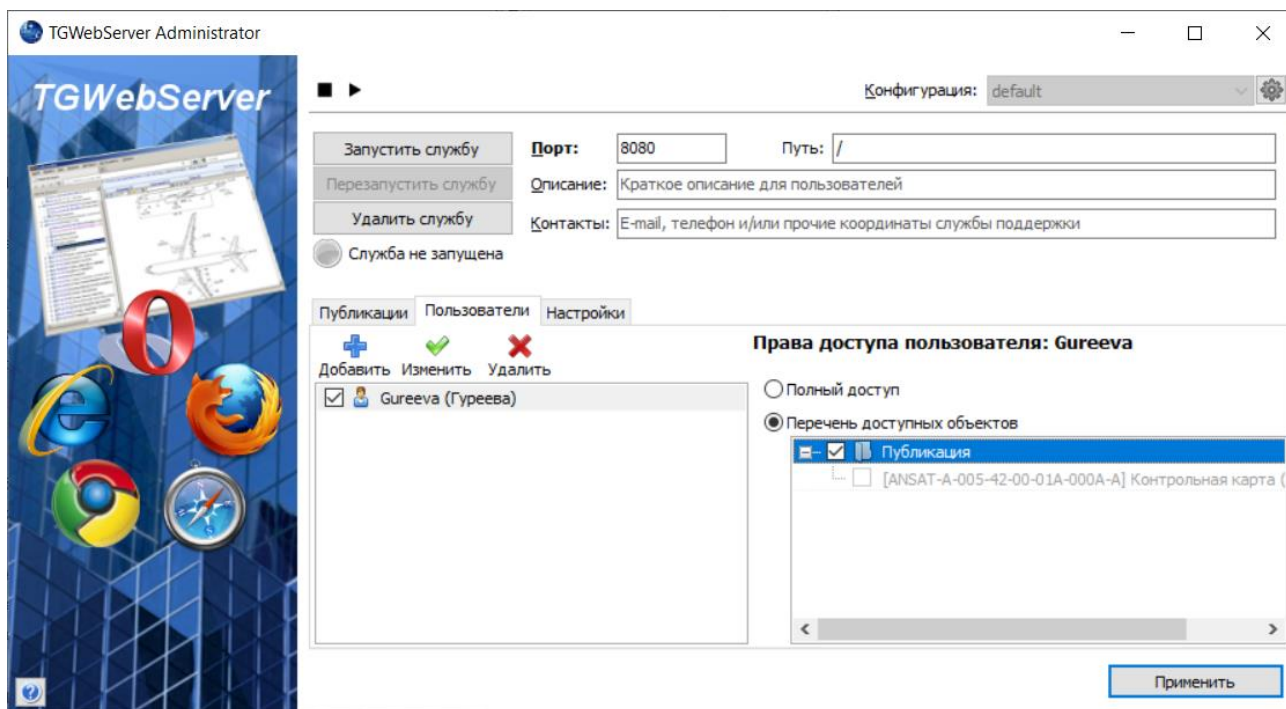 TGWebServer Administrator
TGWebServer
Конфигурация: default
Запустить службу
Порт: 8080
Путь: /
Перезапустить службу
Описание: Краткое описание для пользователей
Удалить службу
Контакты: E-mail, телефон и/или прочие координаты службы поддержки
Служба не запущена
Публикации Пользователи Настройки
Добавить Изменить Удалить
Права доступа пользователя: Gureeva
Gureeva (Гуреева)
Полный доступ
Перечень доступных объектов
Публикация
[ANSAT-A-005-42-00-01A-000A-A] Контрольная карта (
Применить